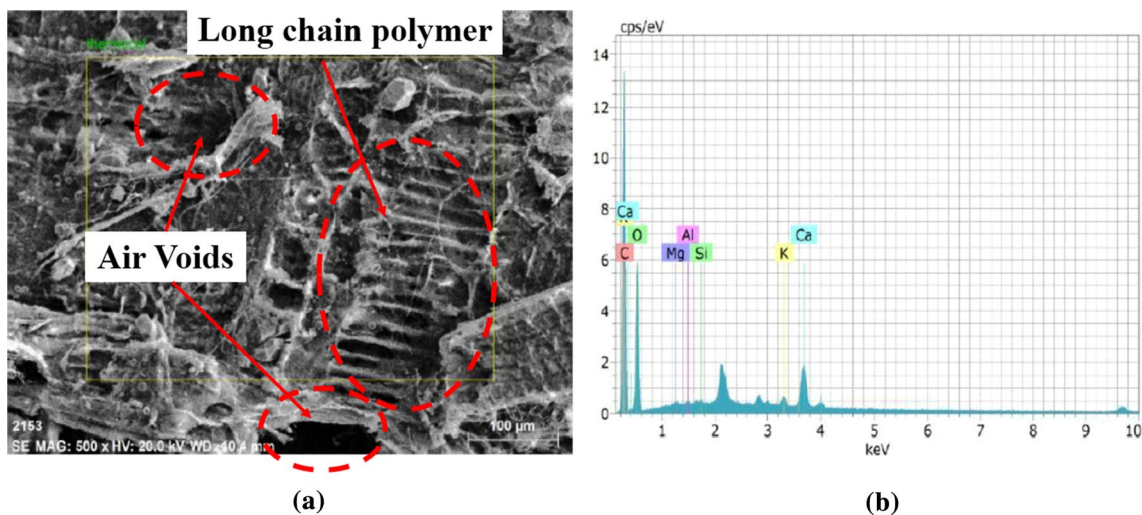 Long chain polymer
Air Voids
2153
100 µm
SE MAG: 500 x HV: 20.0 kV WD: 10.4 mm
(a)
cps/eV
14
12
10
8
6
4
2
0
Ca
O
C
Al
Mg
Si
K
Ca
1 2 3 4 5 6 7 8 9 10
keV
(b)